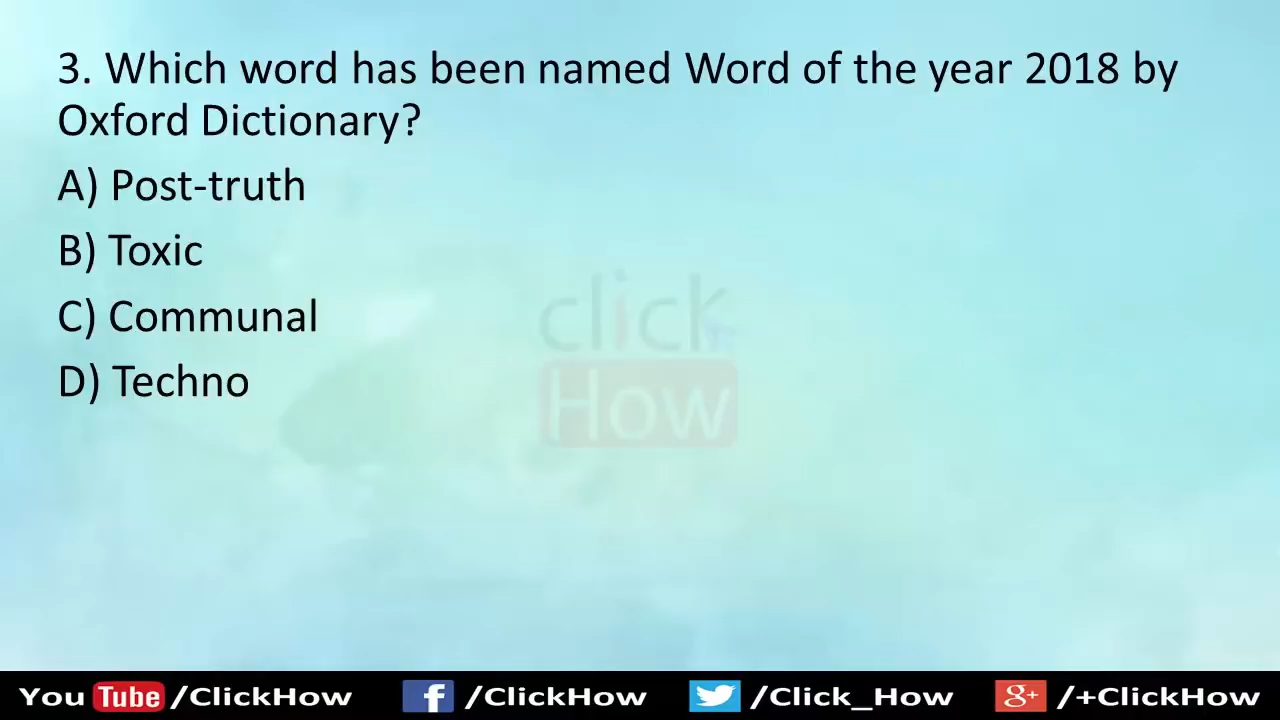 3. Which word has been named Word of the year 2018 by
Oxford Dictionary?
A) Post-truth
B) Toxic
C) Communal
D) Techno
click
How
You Tube /ClickHow f /ClickHow /Click_How g+ /+ClickHow